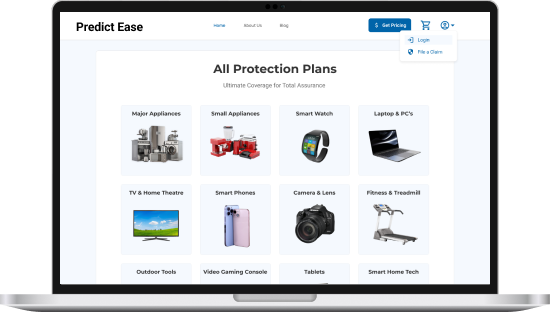 Predict Ease
Home
About Us
Blog
$ Get Pricing
Login
File a Claim
All Protection Plans
Ultimate Coverage for Total Assurance
Major Appliances
Small Appliances
Smart Watch
Laptop & PC's
TV & Home Theatre
Smart Phones
Camera & Lens
Fitness & Treadmill
Outdoor Tools
Video Gaming Console
Tablets
Smart Home Tech